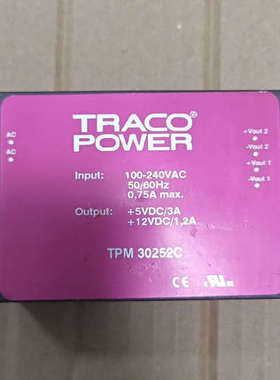 TRACO®
POWER
AC
AC
+Vout 2
-Vout 2
-Vout 1
+Vout 1
Input: 100-240VAC
50/60Hz
0,75A max.
Output: +5VDC/3A
+12VDC/1,2A
TPM 30252C
CE